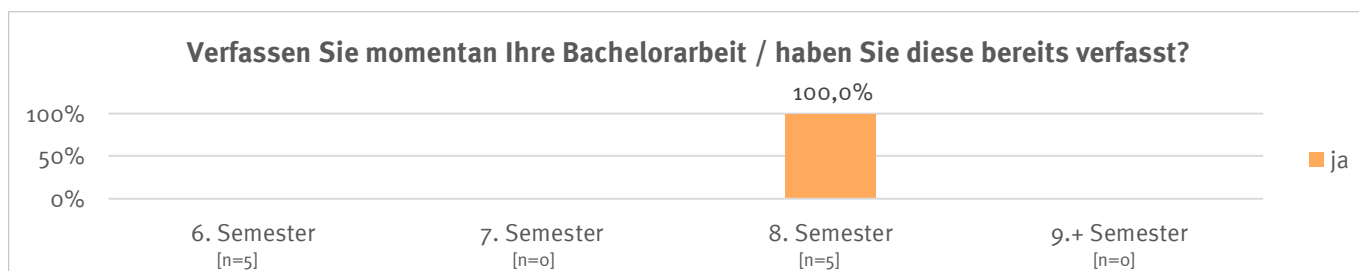 Verfassen Sie momentan Ihre Bachelorarbeit / haben Sie diese bereits verfasst?
100,0%
100%
50%
0%
ja
6. Semester 7. Semester 8. Semester 9.+ Semester
[n=5] [n=0] [n=5] [n=0]